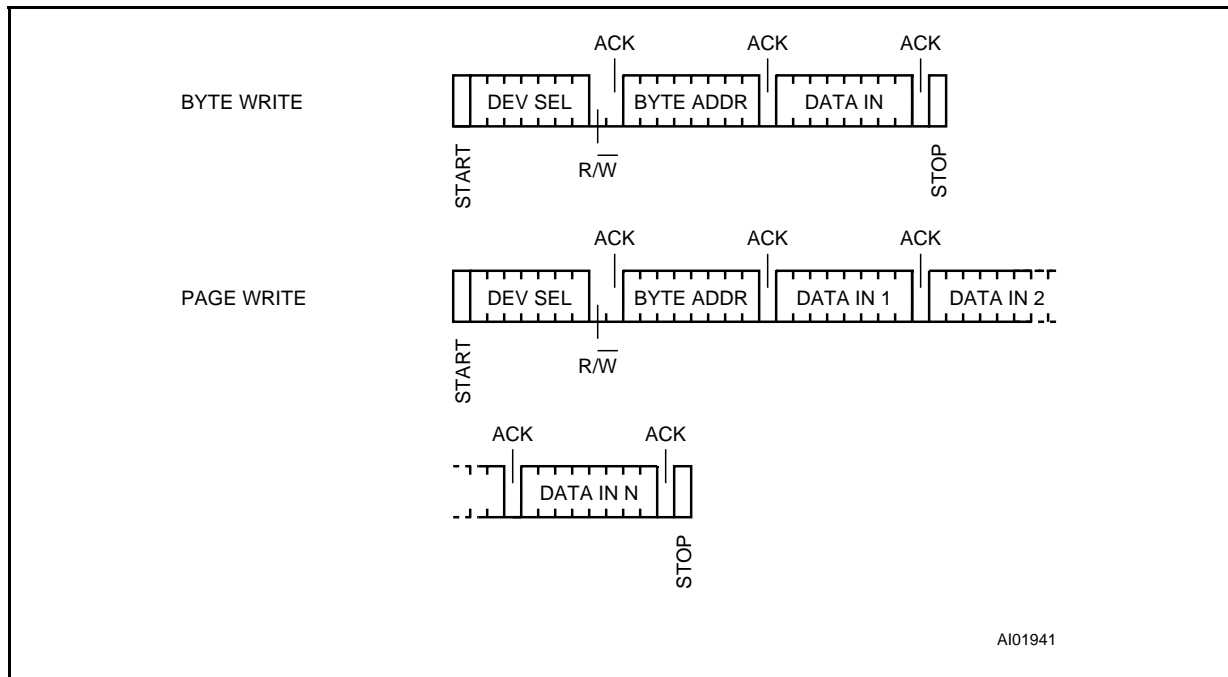 ACK ACK ACK
BYTE WRITE DEV SEL BYTE ADDR DATA IN
START R/W̅ STOP
ACK ACK ACK
PAGE WRITE DEV SEL BYTE ADDR DATA IN 1 DATA IN 2
START R/W̅
ACK ACK
DATA IN N
STOP
AI01941